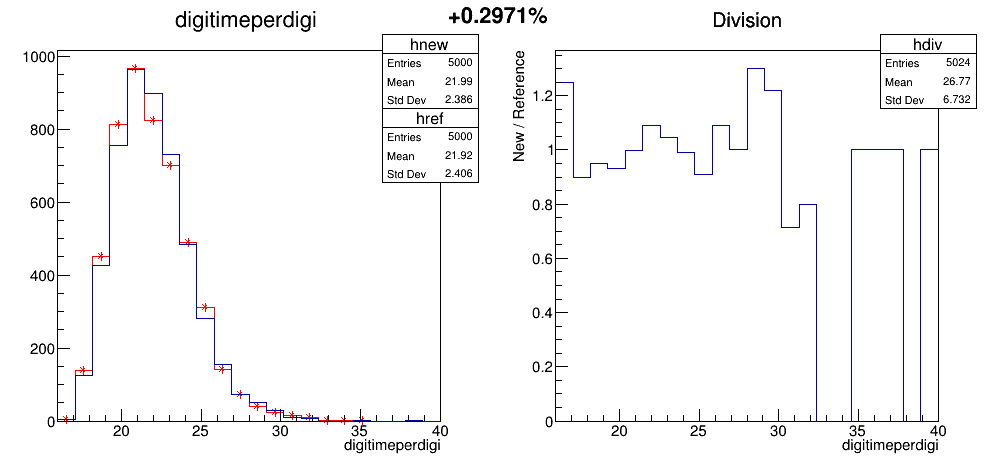 +0.2971%
digitimeperdigi
hnew
Entries 5000
Mean 21.99
Std Dev 2.386
href
Entries 5000
Mean 21.92
Std Dev 2.406
1000
800
600
400
200
0
20 25 30 35 40
digitimeperdigi
Division
hdiv
Entries 5024
Mean 26.77
Std Dev 6.732
New / Reference
1.2
1
0.8
0.6
0.4
0.2
0
20 25 30 35 40
digitimeperdigi